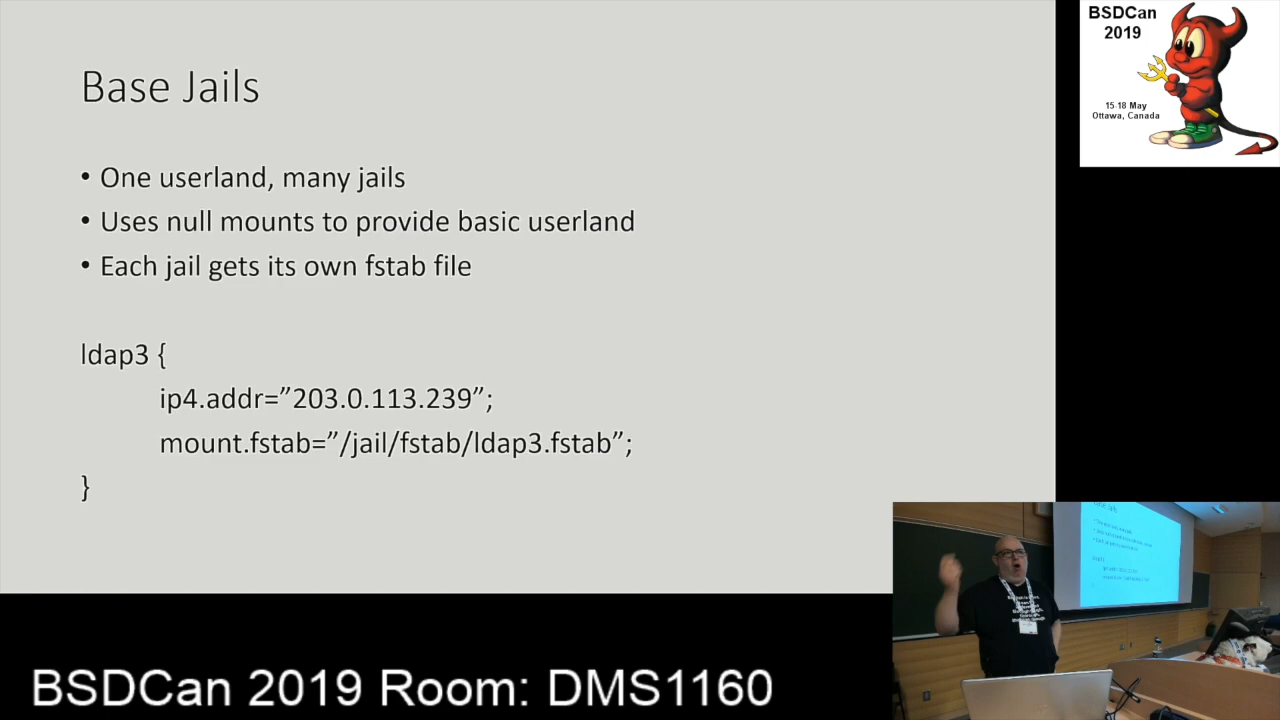 Base Jails
• One userland, many jails
• Uses null mounts to provide basic userland
• Each jail gets its own fstab file
ldap3 {
ip4.addr=”203.0.113.239”;
mount.fstab=”/jail/fstab/ldap3.fstab”;
}
BSDCan
2019
15-18 May
Ottawa, Canada
BSDCan 2019 Room: DMS1160